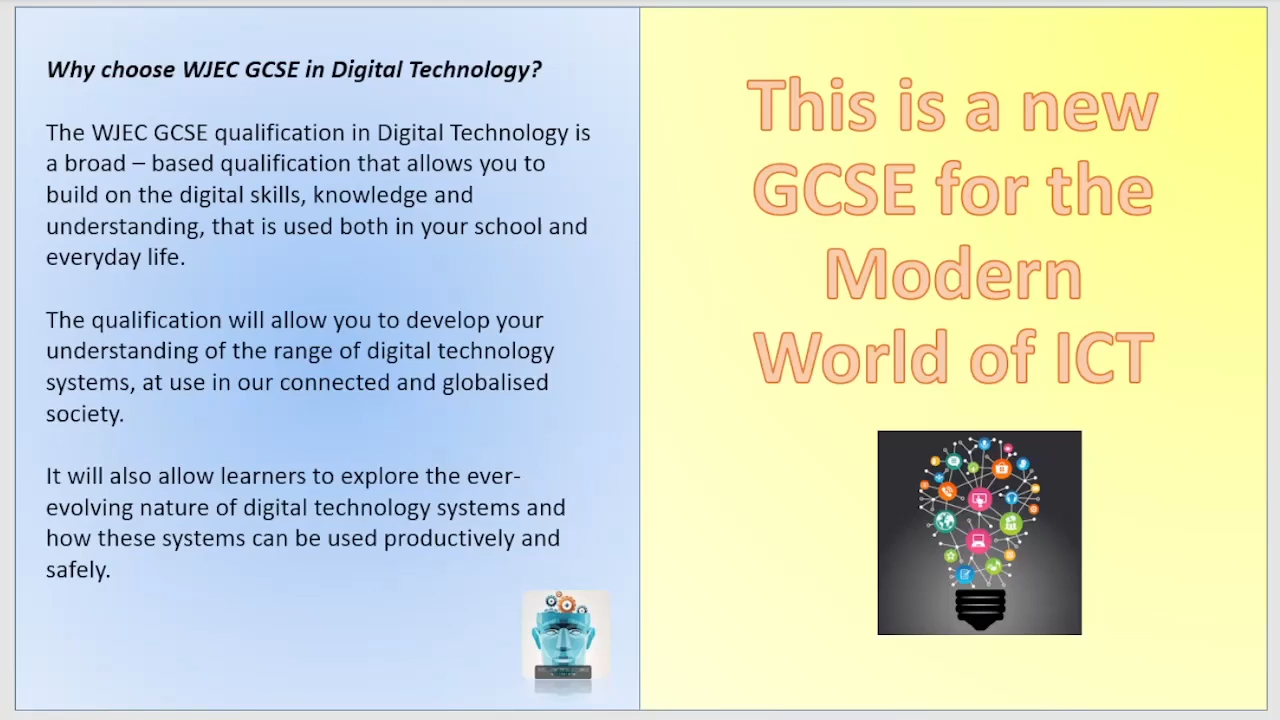 Why choose WJEC GCSE in Digital Technology?
The WJEC GCSE qualification in Digital Technology is
a broad – based qualification that allows you to
build on the digital skills, knowledge and
understanding, that is used both in your school and
everyday life.
The qualification will allow you to develop your
understanding of the range of digital technology
systems, at use in our connected and globalised
society.
It will also allow learners to explore the ever-
evolving nature of digital technology systems and
how these systems can be used productively and
safely.
This is a new
GCSE for the
Modern
World of ICT